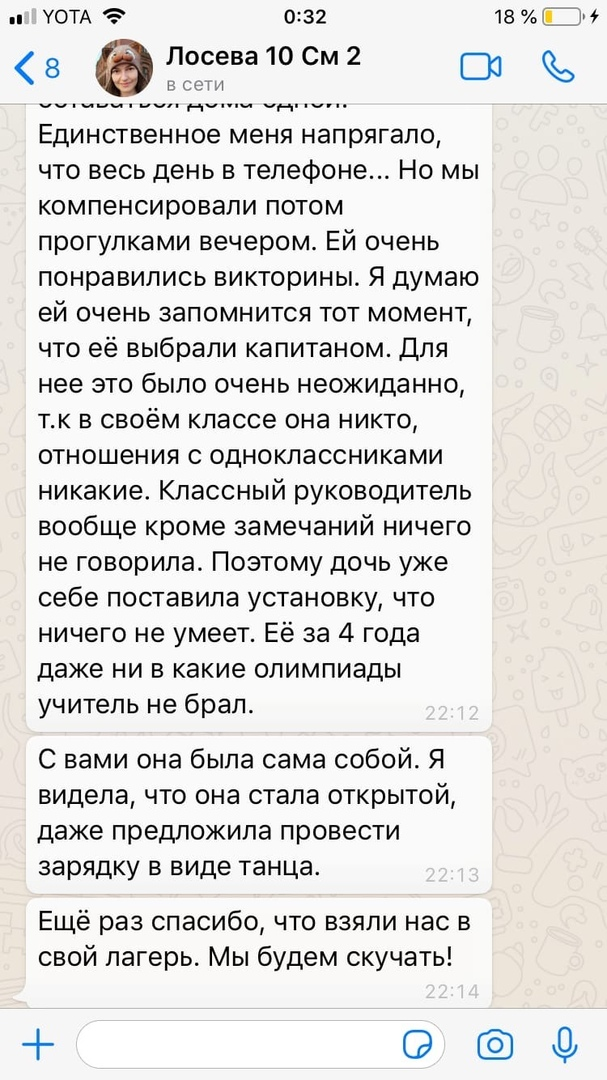 YOTA 0:32 18 %
8 Лосева 10 См 2
в сети
оставаться дома одной.
Единственное меня напрягало,
что весь день в телефоне... Но мы
компенсировали потом
прогулками вечером. Ей очень
понравились викторины. Я думаю
ей очень запомнится тот момент,
что её выбрали капитаном. Для
нее это было очень неожиданно,
т.к в своём классе она никто,
отношения с одноклассниками
никакие. Классный руководитель
вообще кроме замечаний ничего
не говорила. Поэтому дочь уже
себе поставила установку, что
ничего не умеет. Её за 4 года
даже ни в какие олимпиады
учитель не брал.
22:12
С вами она была сама собой. Я
видела, что она стала открытой,
даже предложила провести
зарядку в виде танца.
22:13
Ещё раз спасибо, что взяли нас в
свой лагерь. Мы будем скучать!
22:14